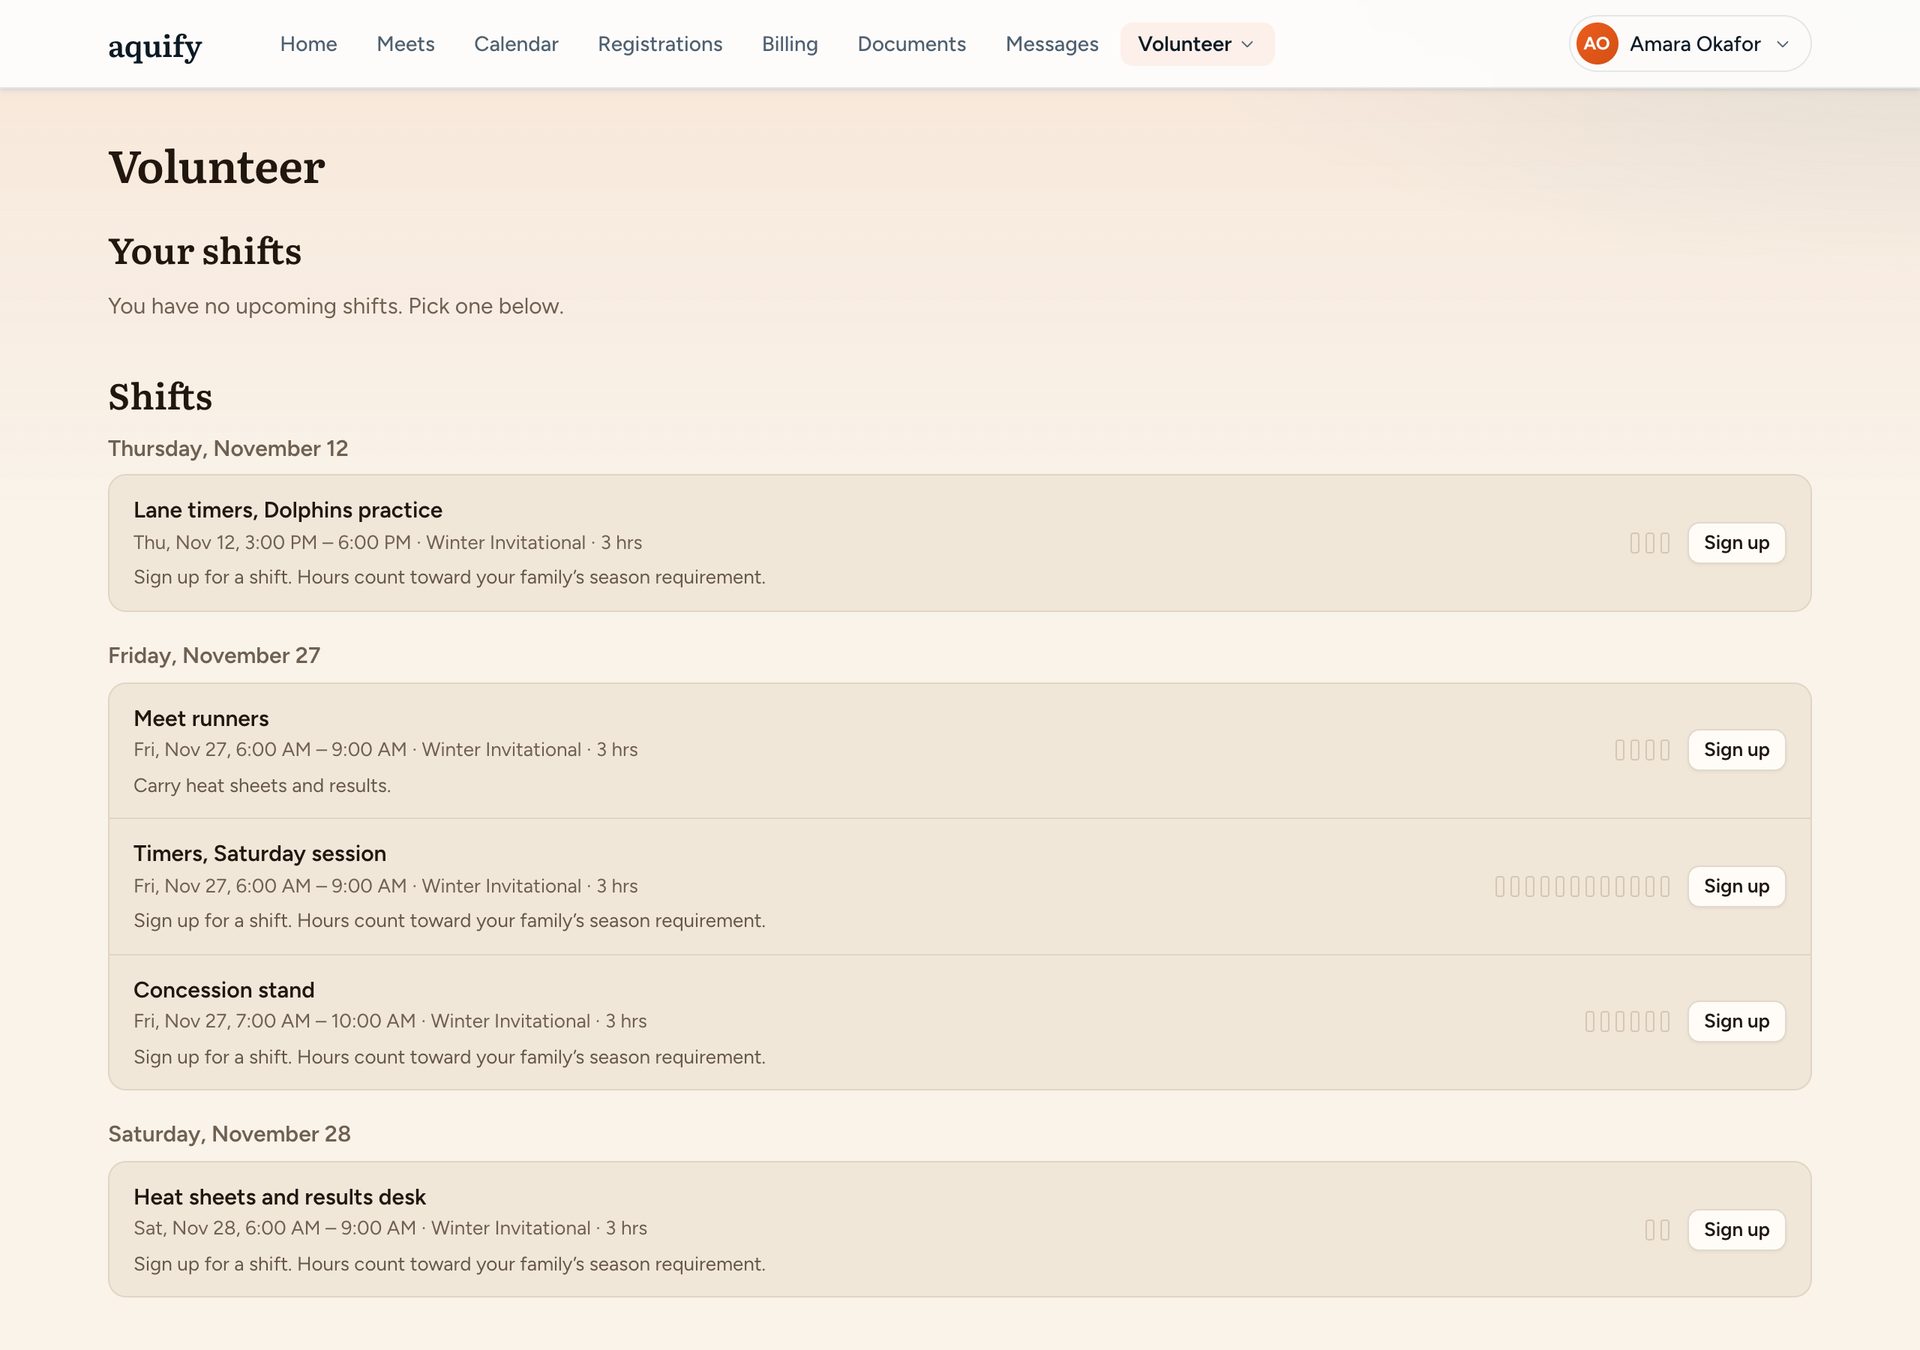 aquify
Home
Meets
Calendar
Registrations
Billing
Documents
Messages
Volunteer
AO
Amara Okafor
Volunteer
Your shifts
You have no upcoming shifts. Pick one below.
Shifts
Thursday, November 12
Lane timers, Dolphins practice
Thu, Nov 12, 3:00 PM – 6:00 PM · Winter Invitational · 3 hrs
Sign up for a shift. Hours count toward your family’s season requirement.
Sign up
Friday, November 27
Meet runners
Fri, Nov 27, 6:00 AM – 9:00 AM · Winter Invitational · 3 hrs
Carry heat sheets and results.
Sign up
Timers, Saturday session
Fri, Nov 27, 6:00 AM – 9:00 AM · Winter Invitational · 3 hrs
Sign up for a shift. Hours count toward your family’s season requirement.
Sign up
Concession stand
Fri, Nov 27, 7:00 AM – 10:00 AM · Winter Invitational · 3 hrs
Sign up for a shift. Hours count toward your family’s season requirement.
Sign up
Saturday, November 28
Heat sheets and results desk
Sat, Nov 28, 6:00 AM – 9:00 AM · Winter Invitational · 3 hrs
Sign up for a shift. Hours count toward your family’s season requirement.
Sign up